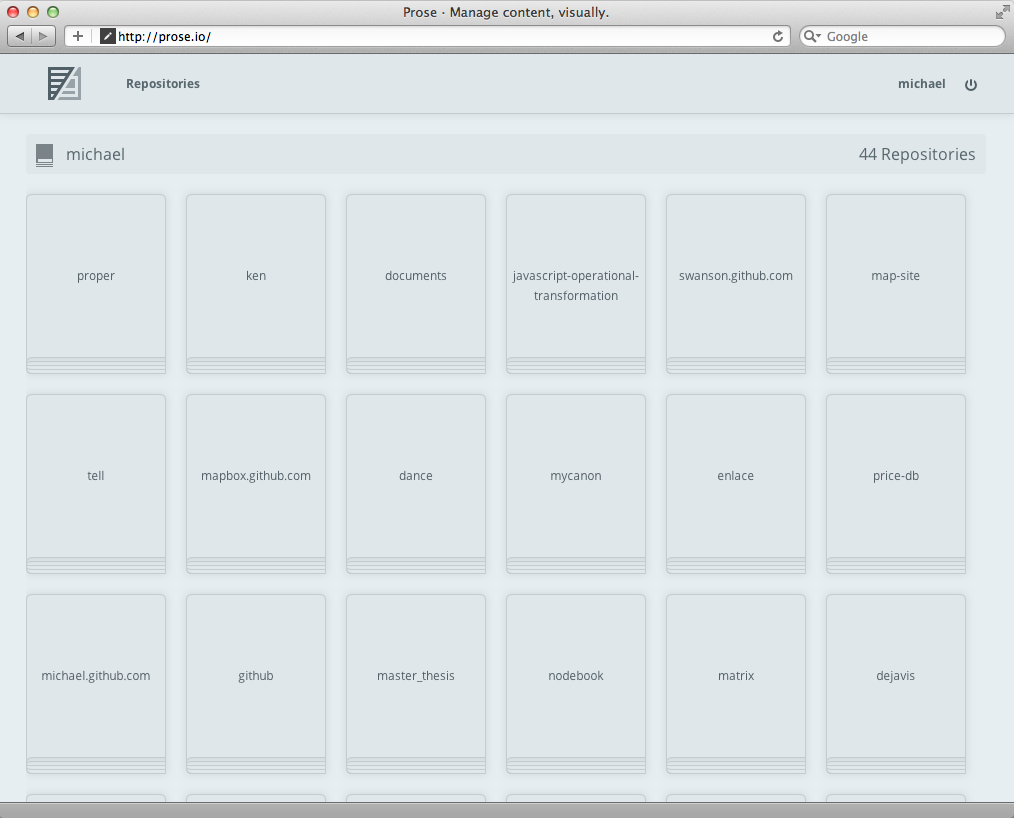 Prose · Manage content, visually.
http://prose.io/
Google
Repositories
michael
michael
44 Repositories
proper
ken
documents
javascript-operational-
transformation
swanson.github.com
map-site
tell
mapbox.github.com
dance
mycanon
enlace
price-db
michael.github.com
github
master_thesis
nodebook
matrix
dejavis